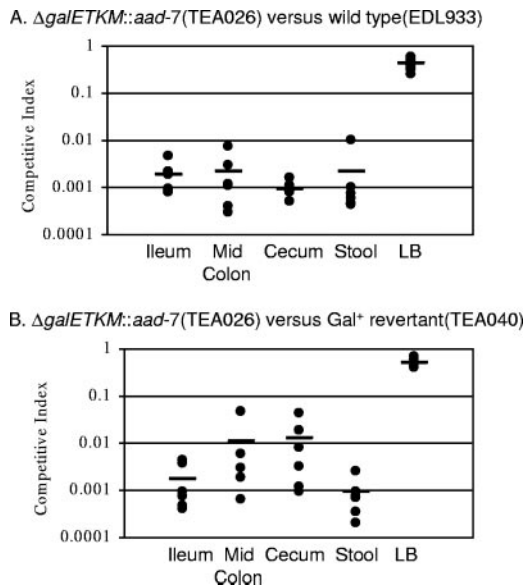 A. ΔgalETKM::aad-7(TEA026) versus wild type(EDL933)
Competitive Index
1
0.1
0.01
0.001
0.0001
Ileum Mid Colon Cecum Stool LB
B. ΔgalETKM::aad-7(TEA026) versus Gal⁺ revertant(TEA040)
Competitive Index
1
0.1
0.01
0.001
0.0001
Ileum Mid Colon Cecum Stool LB